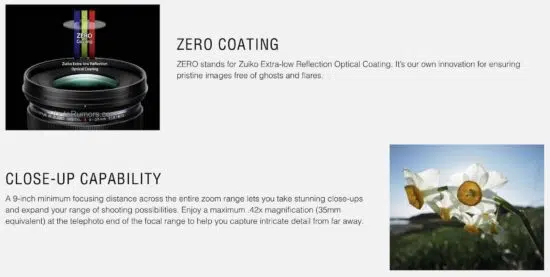 ZERO
Coating
Zuiko Extra-low Reflection
Optical Coating
ZERO COATING
ZERO stands for Zuiko Extra-low Reflection Optical Coating. It's our own innovation for ensuring
pristine images free of ghosts and flares.
CLOSE-UP CAPABILITY
A 9-inch minimum focusing distance across the entire zoom range lets you take stunning close-ups
and expand your range of shooting possibilities. Enjoy a maximum .42x magnification (35mm
equivalent) at the telephoto end of the focal range to help you capture intricate detail from far away.